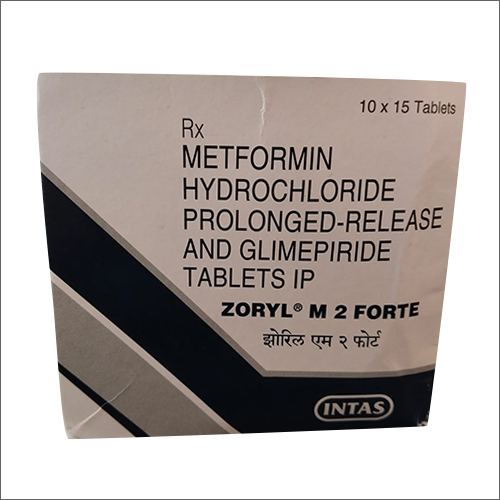 10 x 15 Tablets
Rx
METFORMIN
HYDROCHLORIDE
PROLONGED-RELEASE
AND GLIMEPIRIDE
TABLETS IP
ZORYL® M 2 FORTE
झोरिल एम २ फोर्ट
INTAS